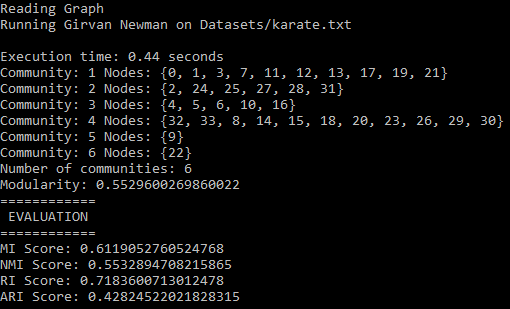 Reading Graph
Running Girvan Newman on Datasets/karate.txt
Execution time: 0.44 seconds
Community: 1 Nodes: {0, 1, 3, 7, 11, 12, 13, 17, 19, 21}
Community: 2 Nodes: {2, 24, 25, 27, 28, 31}
Community: 3 Nodes: {4, 5, 6, 10, 16}
Community: 4 Nodes: {32, 33, 8, 14, 15, 18, 20, 23, 26, 29, 30}
Community: 5 Nodes: {9}
Community: 6 Nodes: {22}
Number of communities: 6
Modularity: 0.5529600269860022
============
EVALUATION
============
MI Score: 0.6119052760524768
NMI Score: 0.5532894708215865
RI Score: 0.7183600713012478
ARI Score: 0.42824522021828315